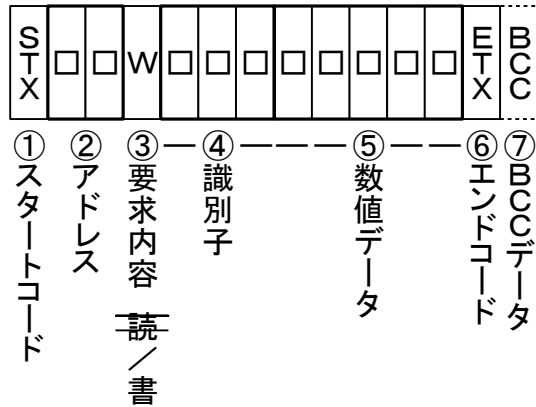 STX □ □ W □ □ □ □ □ □ □ □ ETX BCC
① ② ③ ― ④ ― ― ― ⑤ ― ― ⑥ ⑦
スタートコード
アドレス
要求内容 読／書
識別子
数値データ
エンドコード
BCCデータ